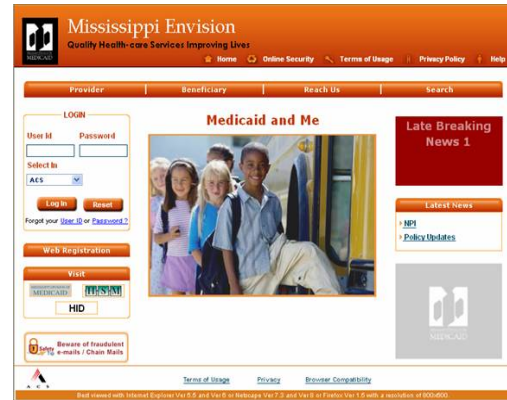 Mississippi Envision
Quality Health-care Services Improving Lives
MEDICAID
Home Online Security Terms of Usage Privacy Policy Help
Provider Beneficiary Reach Us Search
LOGIN
User Id Password
Select In
ACS
Log In Reset
Forgot your User ID or Password ?
Web Registration
Visit
MEDICAID
HID
Safety Beware of fraudulent
e-mails / Chain Mails
Medicaid and Me
Late Breaking
News 1
Latest News
NPI
Policy Updates
MEDICAID
A C S
Terms of Usage Privacy Browser Compatibility
Best viewed with Internet Explorer Ver 5.5 and Ver 6 or Netscape Ver 7.3 and Ver 8 or Firefox Ver 1.5 with a resolution of 800x600.